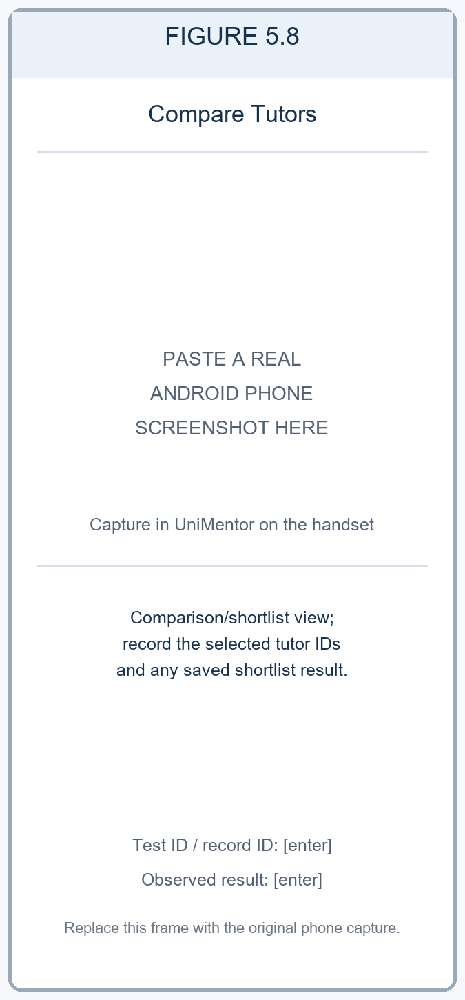 FIGURE 5.8
Compare Tutors
PASTE A REAL
ANDROID PHONE
SCREENSHOT HERE
Capture in UniMentor on the handset
Comparison/shortlist view;
record the selected tutor IDs
and any saved shortlist result.
Test ID / record ID: [enter]
Observed result: [enter]
Replace this frame with the original phone capture.